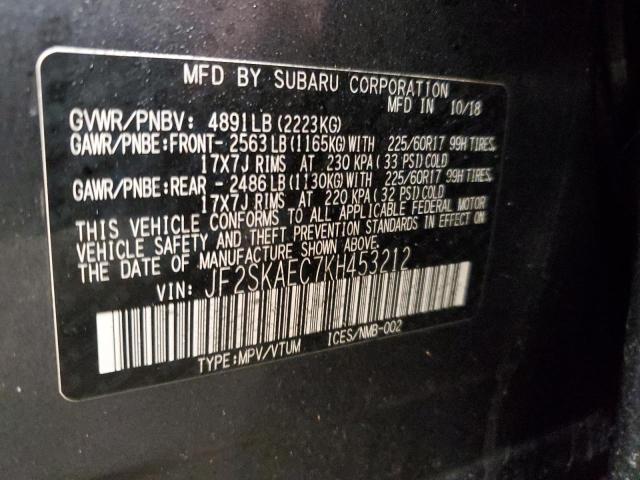 MFD BY SUBARU CORPORATION
MFD IN 10/18
GVWR/PNBV: 4891LB (2223KG)
GAWR/PNBE:FRONT- 2563LB (1165KG)WITH 225/60R17 99H TIRES,
17X7J RIMS AT 230 KPA( 33 PSI)COLD
GAWR/PNBE:REAR - 2486LB(1130KG)WITH 225/60R17 99H TIRES,
17X7J RIMS AT 220 KPA( 32 PSI)COLD
THIS VEHICLE CONFORMS TO ALL APPLICABLE FEDERAL MOTOR
VEHICLE SAFETY AND THEFT PREVENTION STANDARDS IN EFFECT ON
THE DATE OF MANUFACTURE SHOWN ABOVE.
VIN: JF2SKAEC7KH453212
TYPE:MPV/VTUM ICES/NMB-002